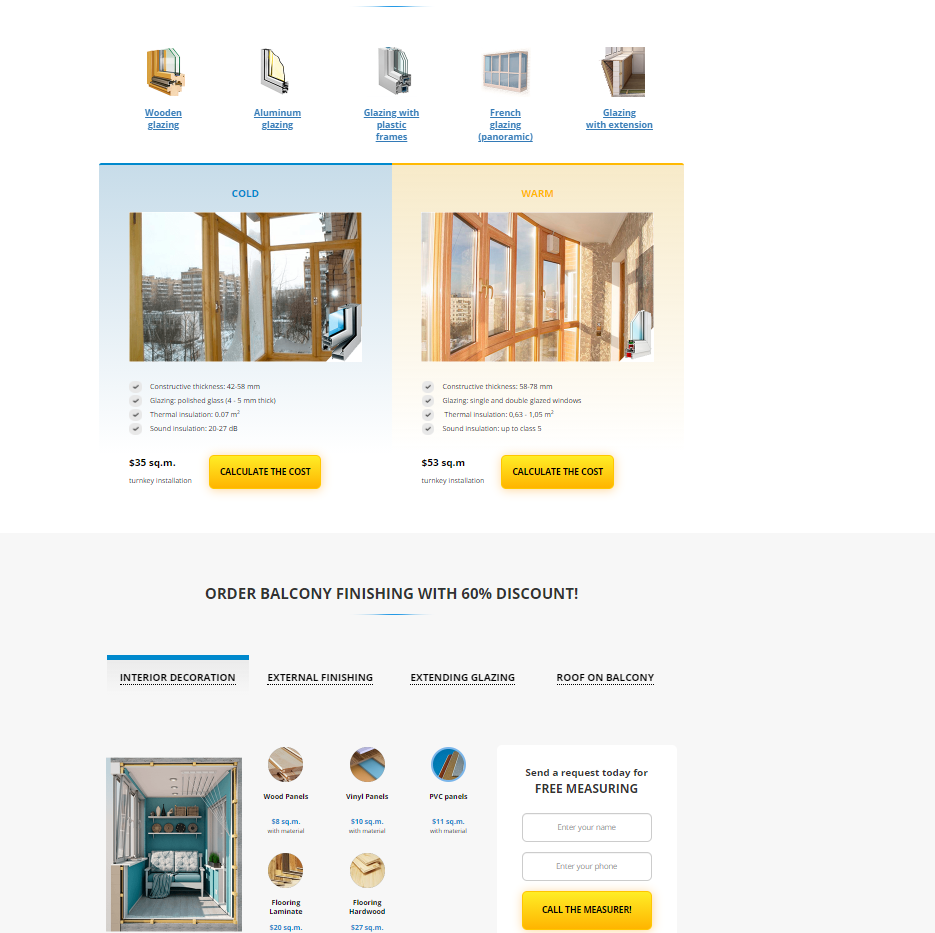 Wooden
glazing
Aluminum
glazing
Glazing with
plastic
frames
French
glazing
(panoramic)
Glazing
with extension
COLD
Constructive thickness: 42-58 mm
Glazing: polished glass (4 - 5 mm thick)
Thermal insulation: 0.07 m²
Sound insulation: 20-27 dB
$35 sq.m.
turnkey installation
CALCULATE THE COST
WARM
Constructive thickness: 58-78 mm
Glazing: single and double glazed windows
Thermal insulation: 0,63 - 1,05 m²
Sound insulation: up to class 5
$53 sq.m
turnkey installation
CALCULATE THE COST
ORDER BALCONY FINISHING WITH 60% DISCOUNT!
INTERIOR DECORATION
EXTERNAL FINISHING
EXTENDING GLAZING
ROOF ON BALCONY
Wood Panels
$8 sq.m.
with material
Vinyl Panels
$10 sq.m.
with material
PVC panels
$11 sq.m.
with material
Flooring
Laminate
$20 sq.m.
Flooring
Hardwood
$27 sq.m.
Send a request today for
FREE MEASURING
Enter your name
Enter your phone
CALL THE MEASURER!